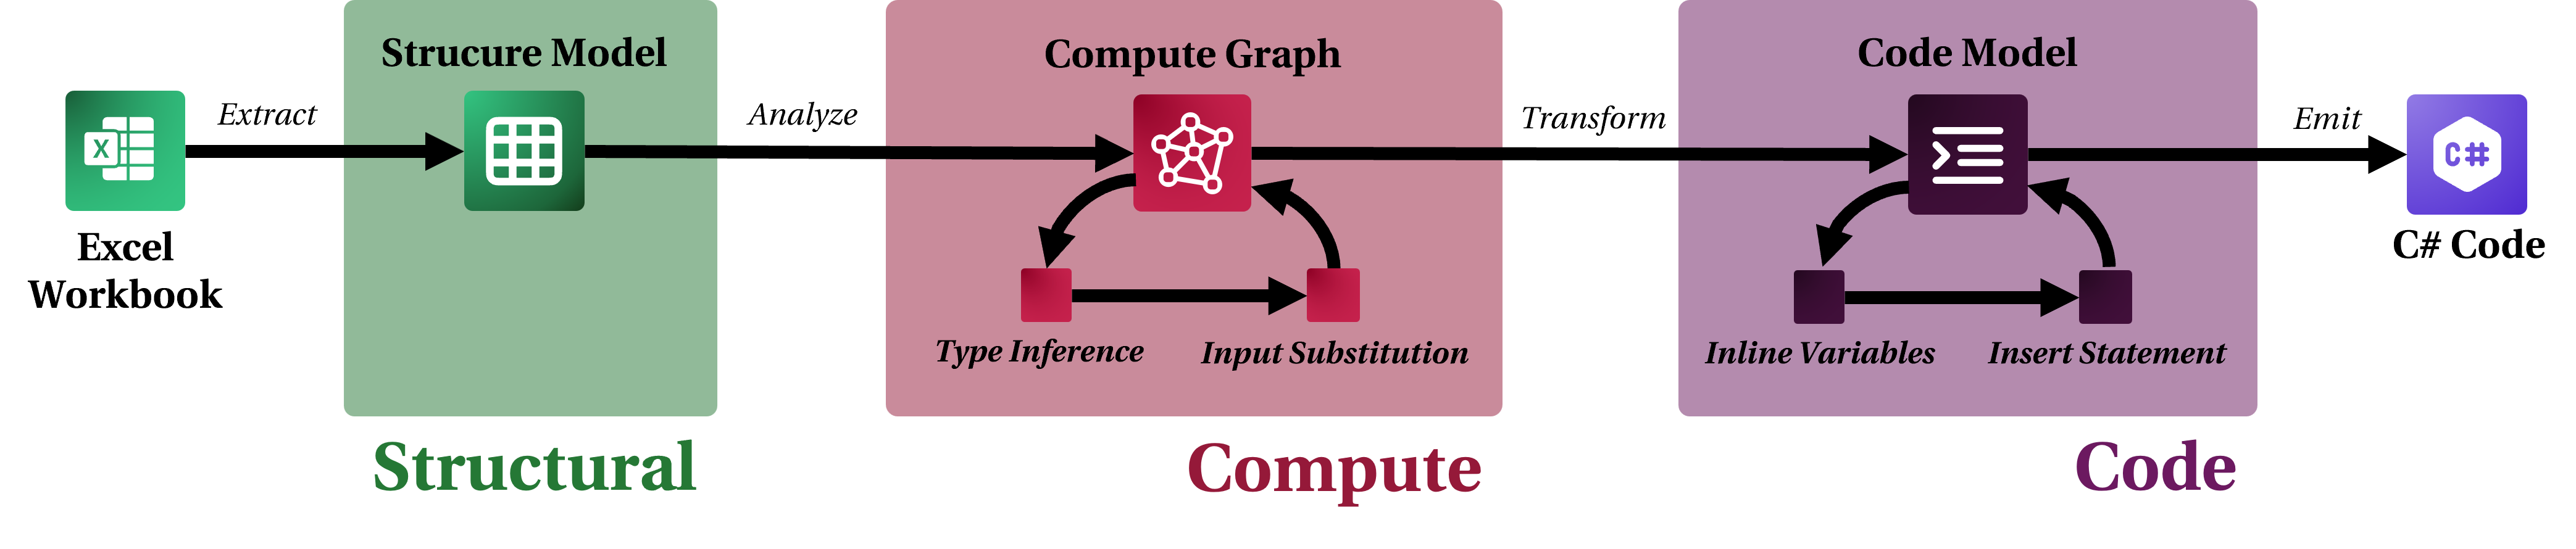 Strucure Model
Compute Graph
Code Model
Extract
Analyze
Transform
Emit
X
C#
Excel
Workbook
C# Code
Type Inference
Input Substitution
Inline Variables
Insert Statement
Structural
Compute
Code